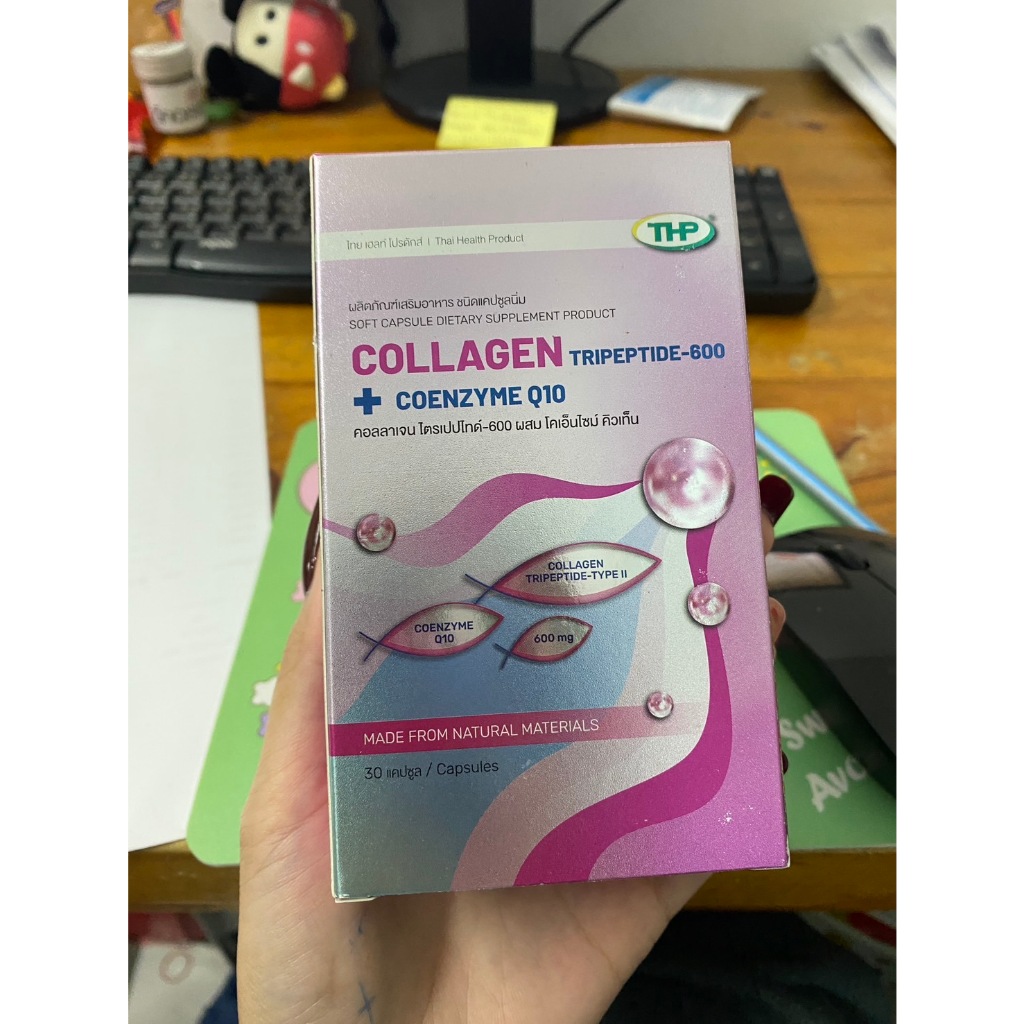 ไทย เฮลท์ โปรดักส์ | Thai Health Product
THP
ผลิตภัณฑ์เสริมอาหาร ชนิดแคปซูลนิ่ม
SOFT CAPSULE DIETARY SUPPLEMENT PRODUCT
COLLAGEN TRIPEPTIDE-600
+ COENZYME Q10
คอลลาเจน ไตรเปปไทด์-600 ผสม โคเอ็นไซม์ คิวเท็น
COLLAGEN
TRIPEPTIDE-TYPE II
COENZYME
Q10
600 mg
MADE FROM NATURAL MATERIALS
30 แคปซูล / Capsules